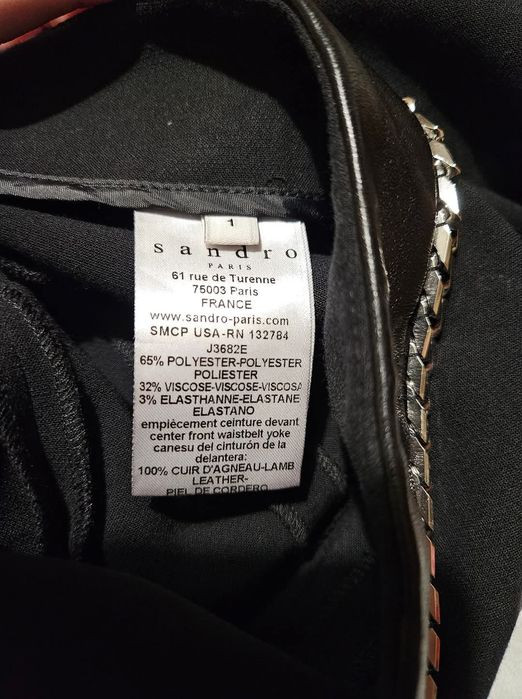 1
sandro
PARIS
61 rue de Turenne
75003 Paris
FRANCE
www.sandro-paris.com
SMCP USA-RN 132784
J3682E
65% POLYESTER-POLYESTER
POLIESTER
32% VISCOSE-VISCOSE-VISCOSA
3% ELASTHANNE-ELASTANE
ELASTANO
empiècement ceinture devant
center front waistbelt yoke
canesu del cinturón de la
delantera:
100% CUIR D'AGNEAU-LAMB
LEATHER-
PIEL DE CORDERO